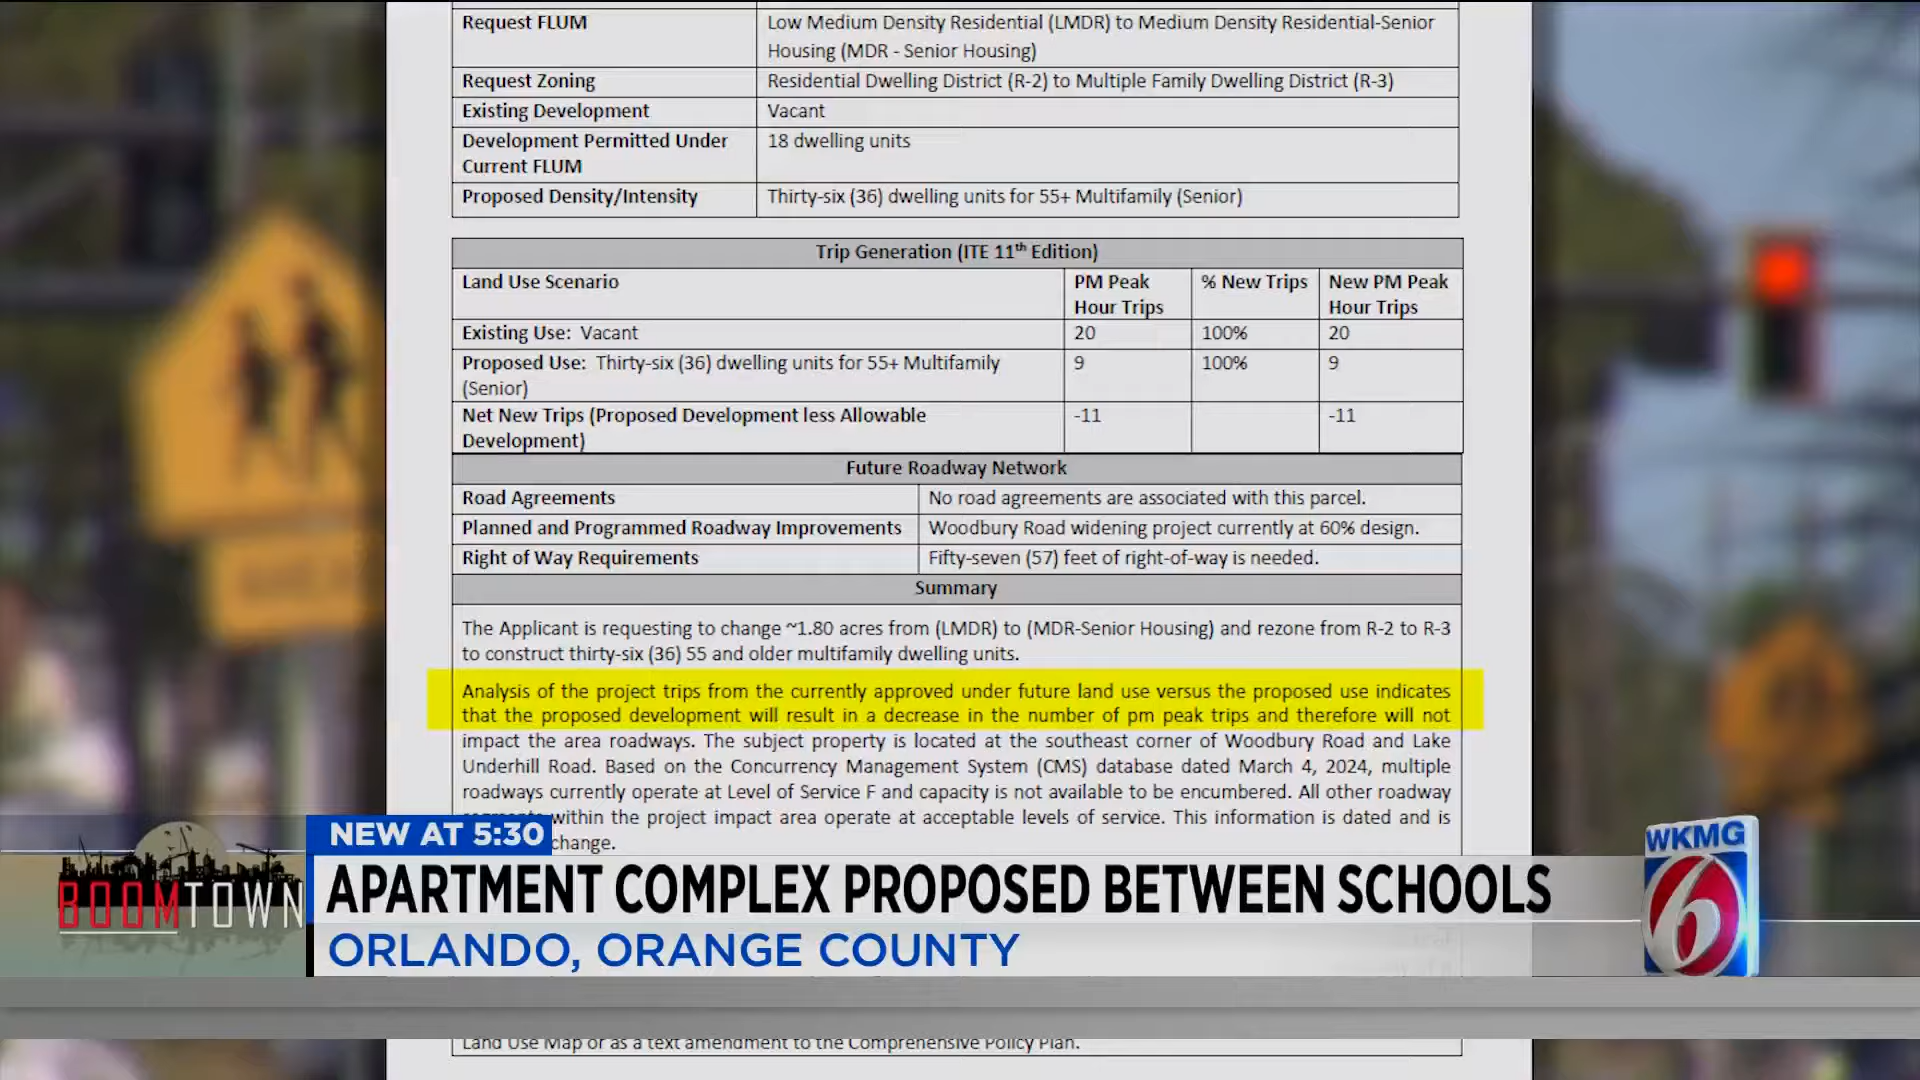 Request FLUM
Low Medium Density Residential (LMDR) to Medium Density Residential-Senior
Housing (MDR - Senior Housing)
Request Zoning
Residential Dwelling District (R-2) to Multiple Family Dwelling District (R-3)
Existing Development
Vacant
Development Permitted Under
Current FLUM
18 dwelling units
Proposed Density/Intensity
Thirty-six (36) dwelling units for 55+ Multifamily (Senior)
Trip Generation (ITE 11th Edition)
Land Use Scenario
PM Peak
Hour Trips
% New Trips
New PM Peak
Hour Trips
Existing Use: Vacant
20
100%
20
Proposed Use: Thirty-six (36) dwelling units for 55+ Multifamily
(Senior)
9
100%
9
Net New Trips (Proposed Development less Allowable
Development)
-11
-11
Future Roadway Network
Road Agreements
No road agreements are associated with this parcel.
Planned and Programmed Roadway Improvements
Woodbury Road widening project currently at 60% design.
Right of Way Requirements
Fifty-seven (57) feet of right-of-way is needed.
Summary
The Applicant is requesting to change ~1.80 acres from (LMDR) to (MDR-Senior Housing) and rezone from R-2 to R-3
to construct thirty-six (36) 55 and older multifamily dwelling units.
Analysis of the project trips from the currently approved under future land use versus the proposed use indicates
that the proposed development will result in a decrease in the number of pm peak trips and therefore will not
impact the area roadways. The subject property is located at the southeast corner of Woodbury Road and Lake
Underhill Road. Based on the Concurrency Management System (CMS) database dated March 4, 2024, multiple
roadways currently operate at Level of Service F and capacity is not available to be encumbered. All other roadway
within the project impact area operate at acceptable levels of service. This information is dated and is
change.
NEW AT 5:30
BOOMTOWN
APARTMENT COMPLEX PROPOSED BETWEEN SCHOOLS
ORLANDO, ORANGE COUNTY
WKMG
6
Land Use Map or as a text amendment to the Comprehensive Policy Plan.